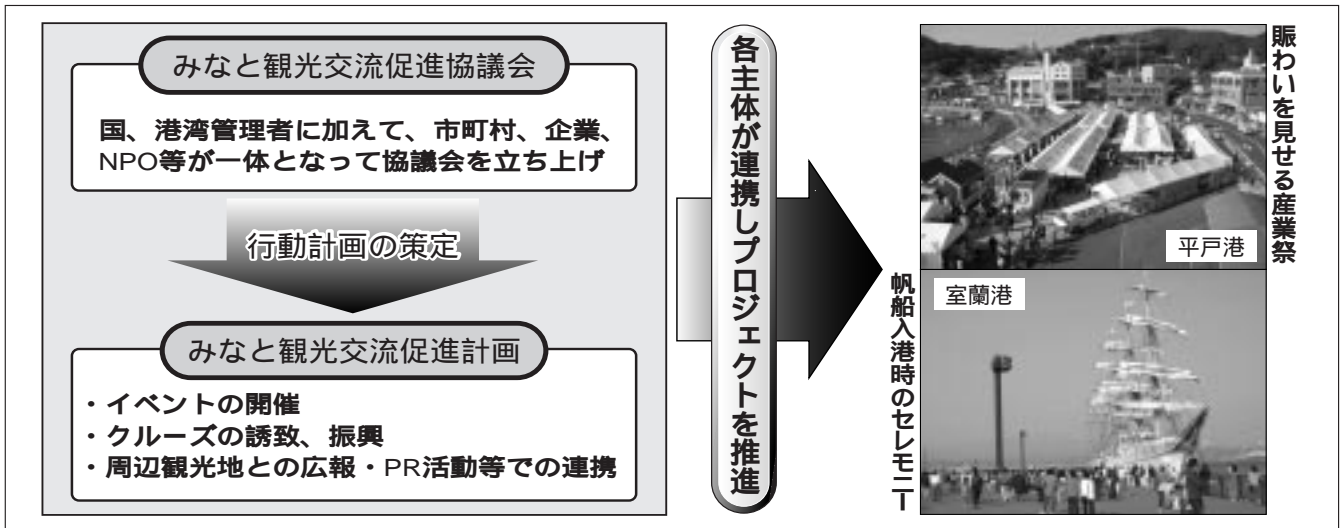 みなと観光交流促進協議会
国、港湾管理者に加えて、市町村、企業、
NPO等が一体となって協議会を立ち上げ
行動計画の策定
みなと観光交流促進計画
・イベントの開催
・クルーズの誘致、振興
・周辺観光地との広報・PR活動等での連携
各主体が連携しプロジェクトを推進
平戸港
賑わいを見せる産業祭
室蘭港
帆船入港時のセレモニー